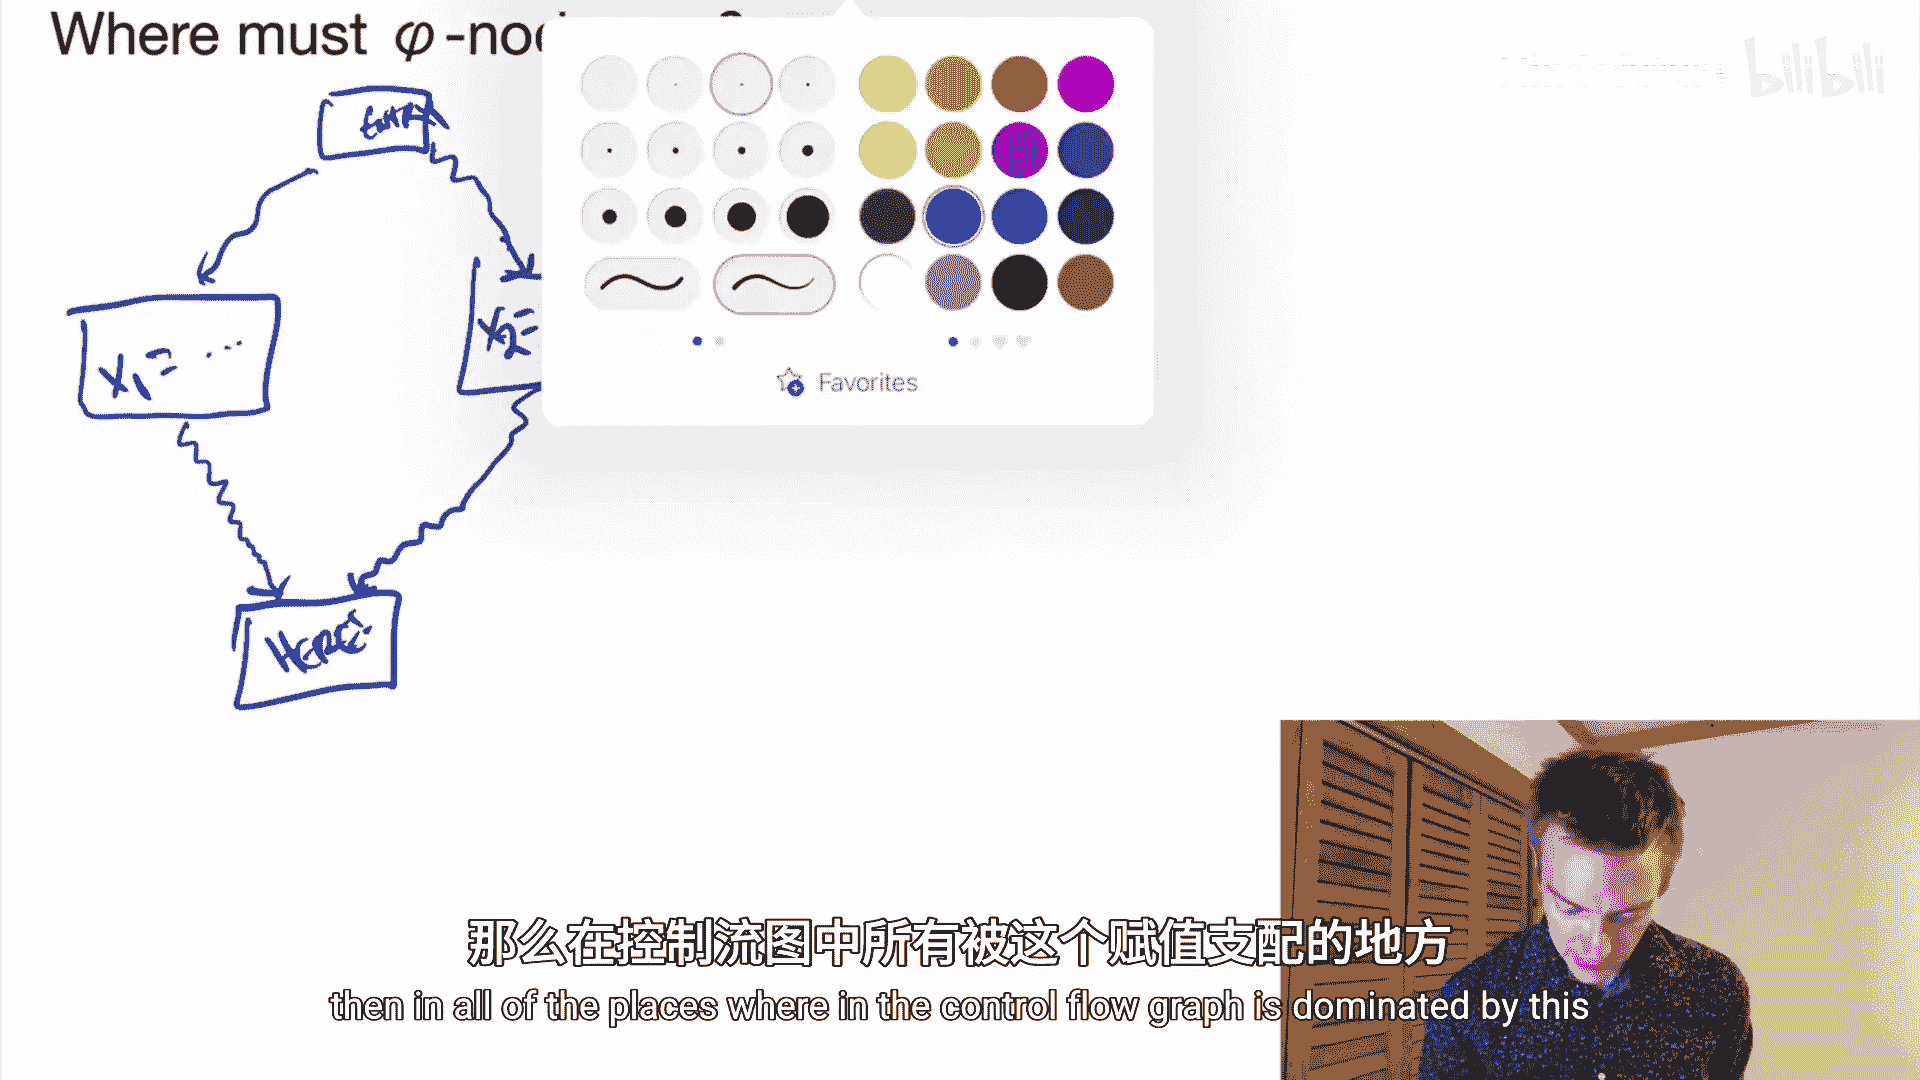 Where must φ-no
ENTRY
X1 = ...
X2 =
HERE
Favorites
bilibili
那么在控制流图中所有被这个赋值支配的地方
then in all of the places where in the control flow graph is dominated by this